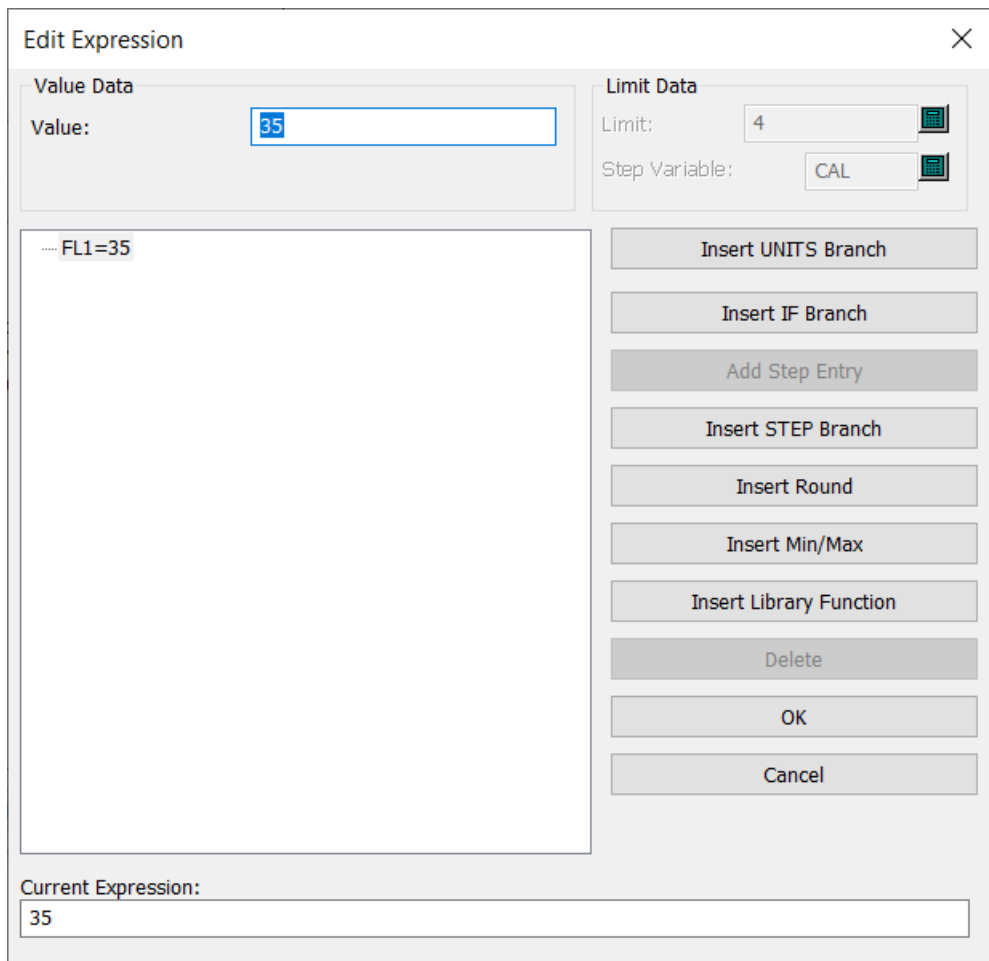 Edit Expression
Value Data
Value:
35
Limit Data
Limit:
4
Step Variable:
CAL
FL1=35
Insert UNITS Branch
Insert IF Branch
Add Step Entry
Insert STEP Branch
Insert Round
Insert Min/Max
Insert Library Function
Delete
OK
Cancel
Current Expression:
35